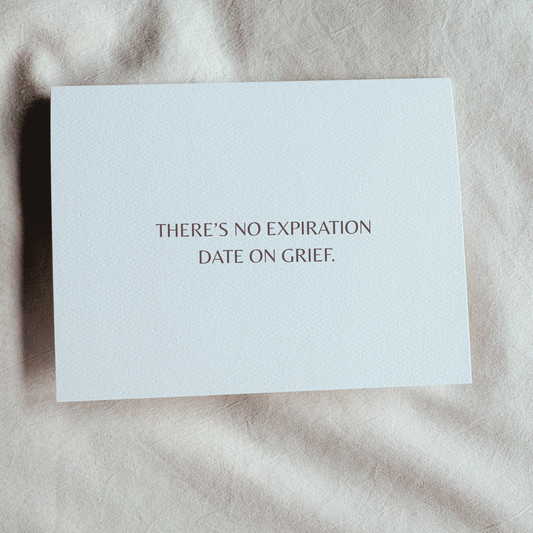 THERE’S NO EXPIRATION
DATE ON GRIEF.